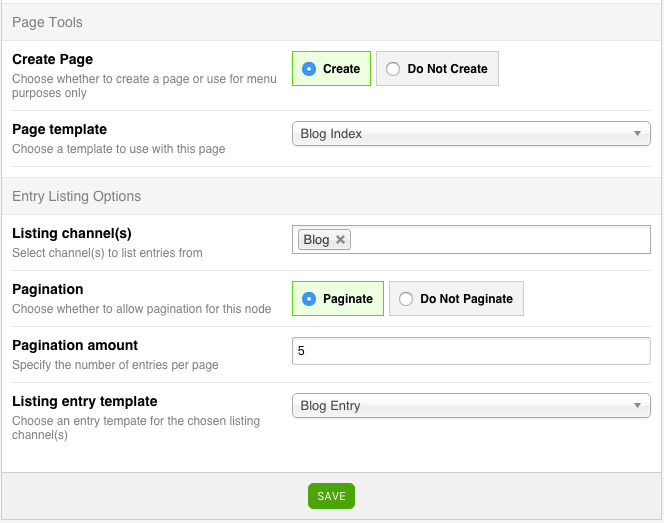 Page Tools
Create Page
Choose whether to create a page or use for menu
purposes only
Create
Do Not Create
Page template
Choose a template to use with this page
Blog Index
Entry Listing Options
Listing channel(s)
Select channel(s) to list entries from
Blog
Pagination
Choose whether to allow pagination for this node
Paginate
Do Not Paginate
Pagination amount
Specify the number of entries per page
5
Listing entry template
Choose an entry tempate for the chosen listing
channel(s)
Blog Entry
SAVE